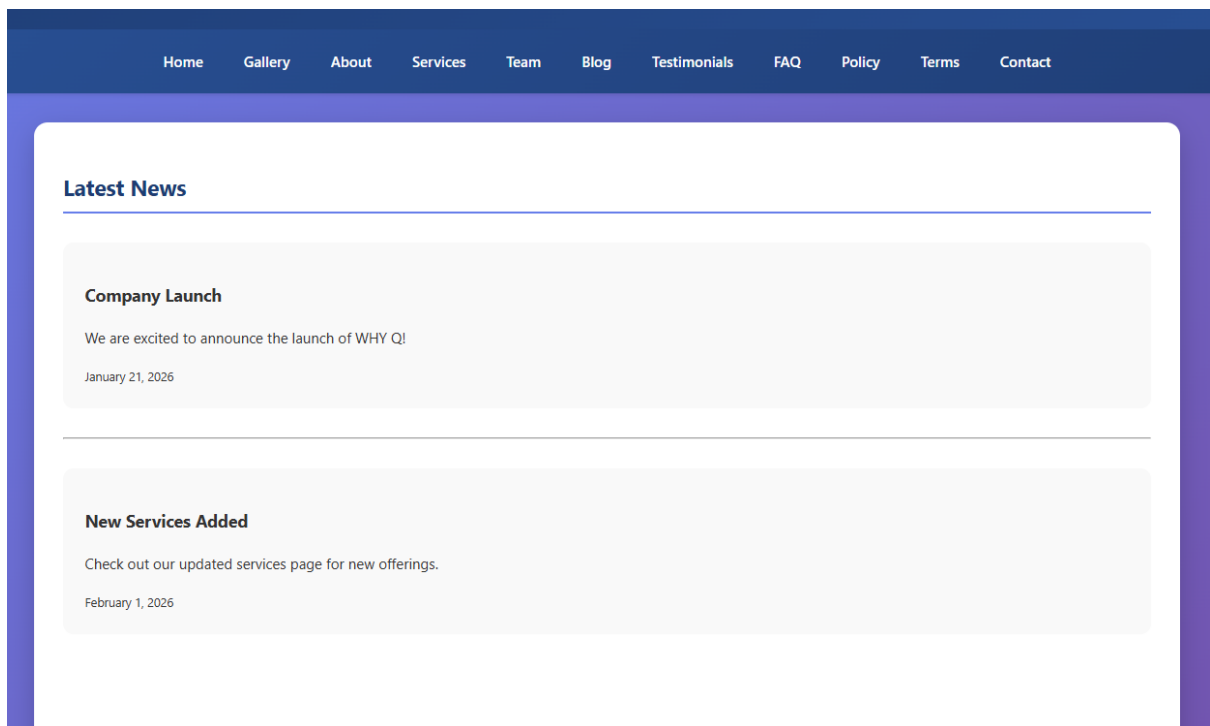 Home Gallery About Services Team Blog Testimonials FAQ Policy Terms Contact
Latest News
Company Launch
We are excited to announce the launch of WHY Q!
January 21, 2026
New Services Added
Check out our updated services page for new offerings.
February 1, 2026